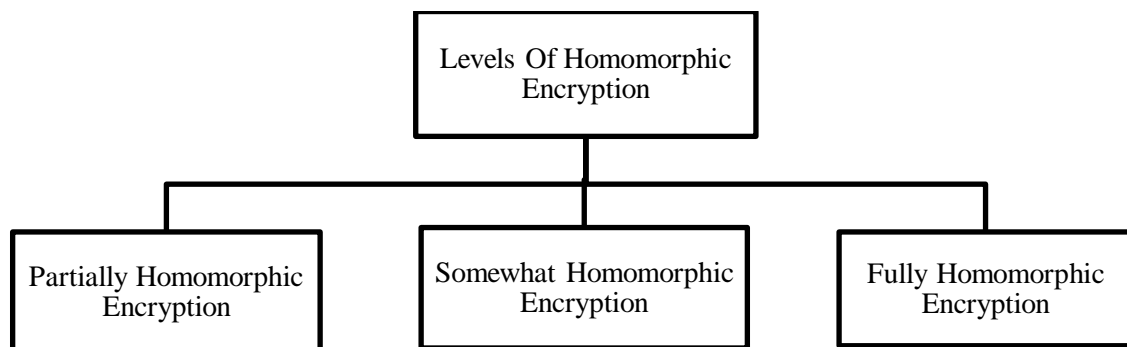 Levels Of Homomorphic
Encryption
Partially Homomorphic
Encryption
Somewhat Homomorphic
Encryption
Fully Homomorphic
Encryption